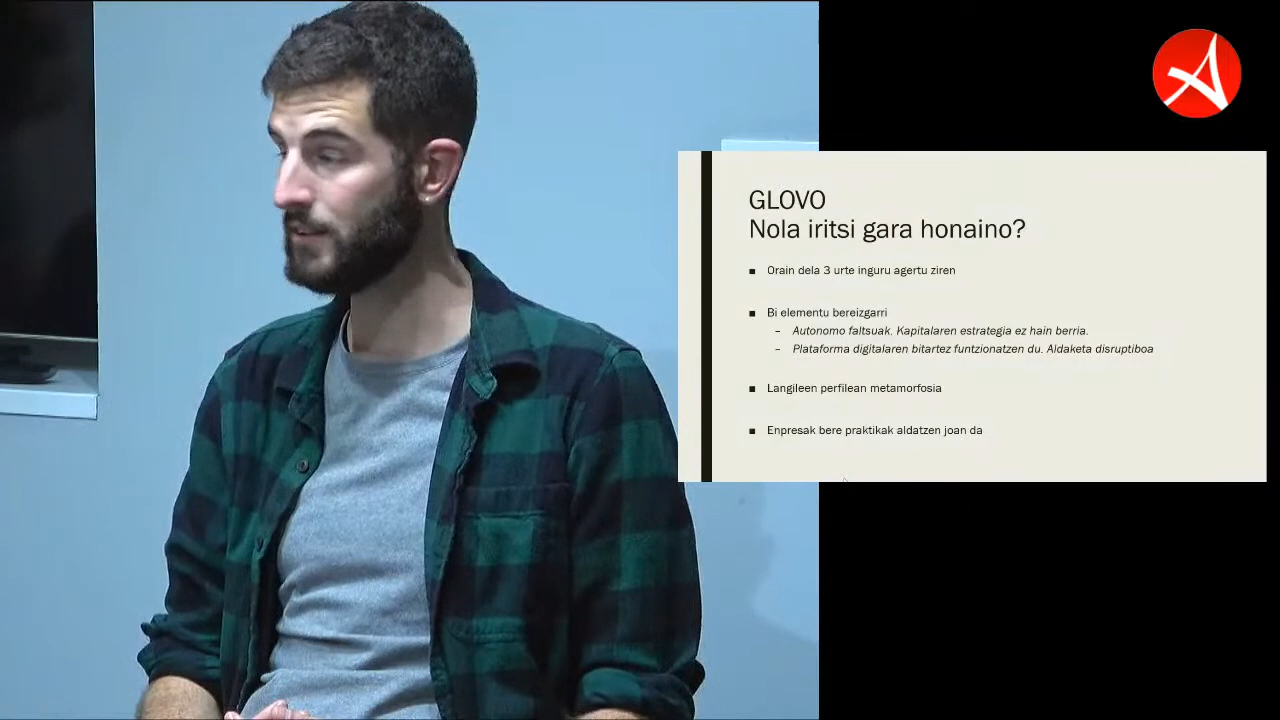 GLOVO
Nola iritsi gara honaino?
Orain dela 3 urte inguru agertu ziren
Bi elementu bereizgarri
– Autonomo faltsuak. Kapitalaren estrategia ez hain berria.
– Plataforma digitalaren bitartez funtzionatzen du. Aldaketa disruptiboa
Langileen perfilean metamorfosia
Enpresak bere praktikak aldatzen joan da